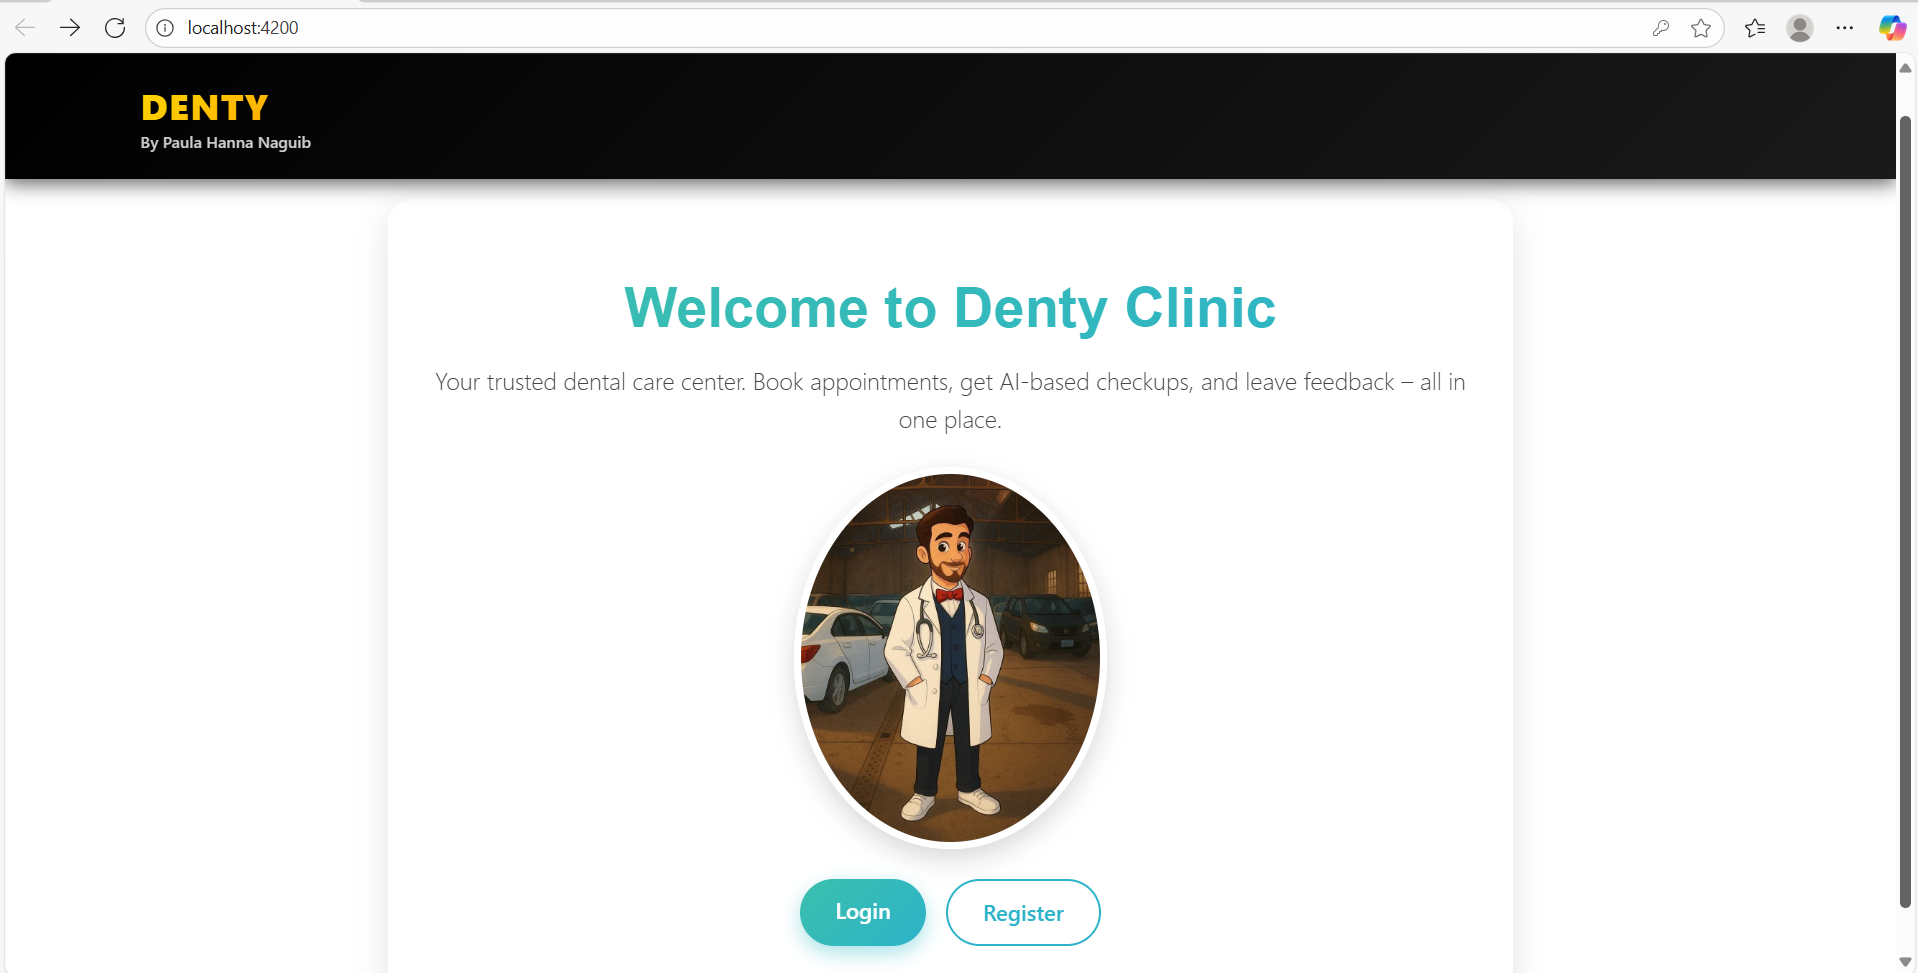 localhost:4200
DENTY
By Paula Hanna Naguib
Welcome to Denty Clinic
Your trusted dental care center. Book appointments, get AI-based checkups, and leave feedback – all in
one place.
Login
Register